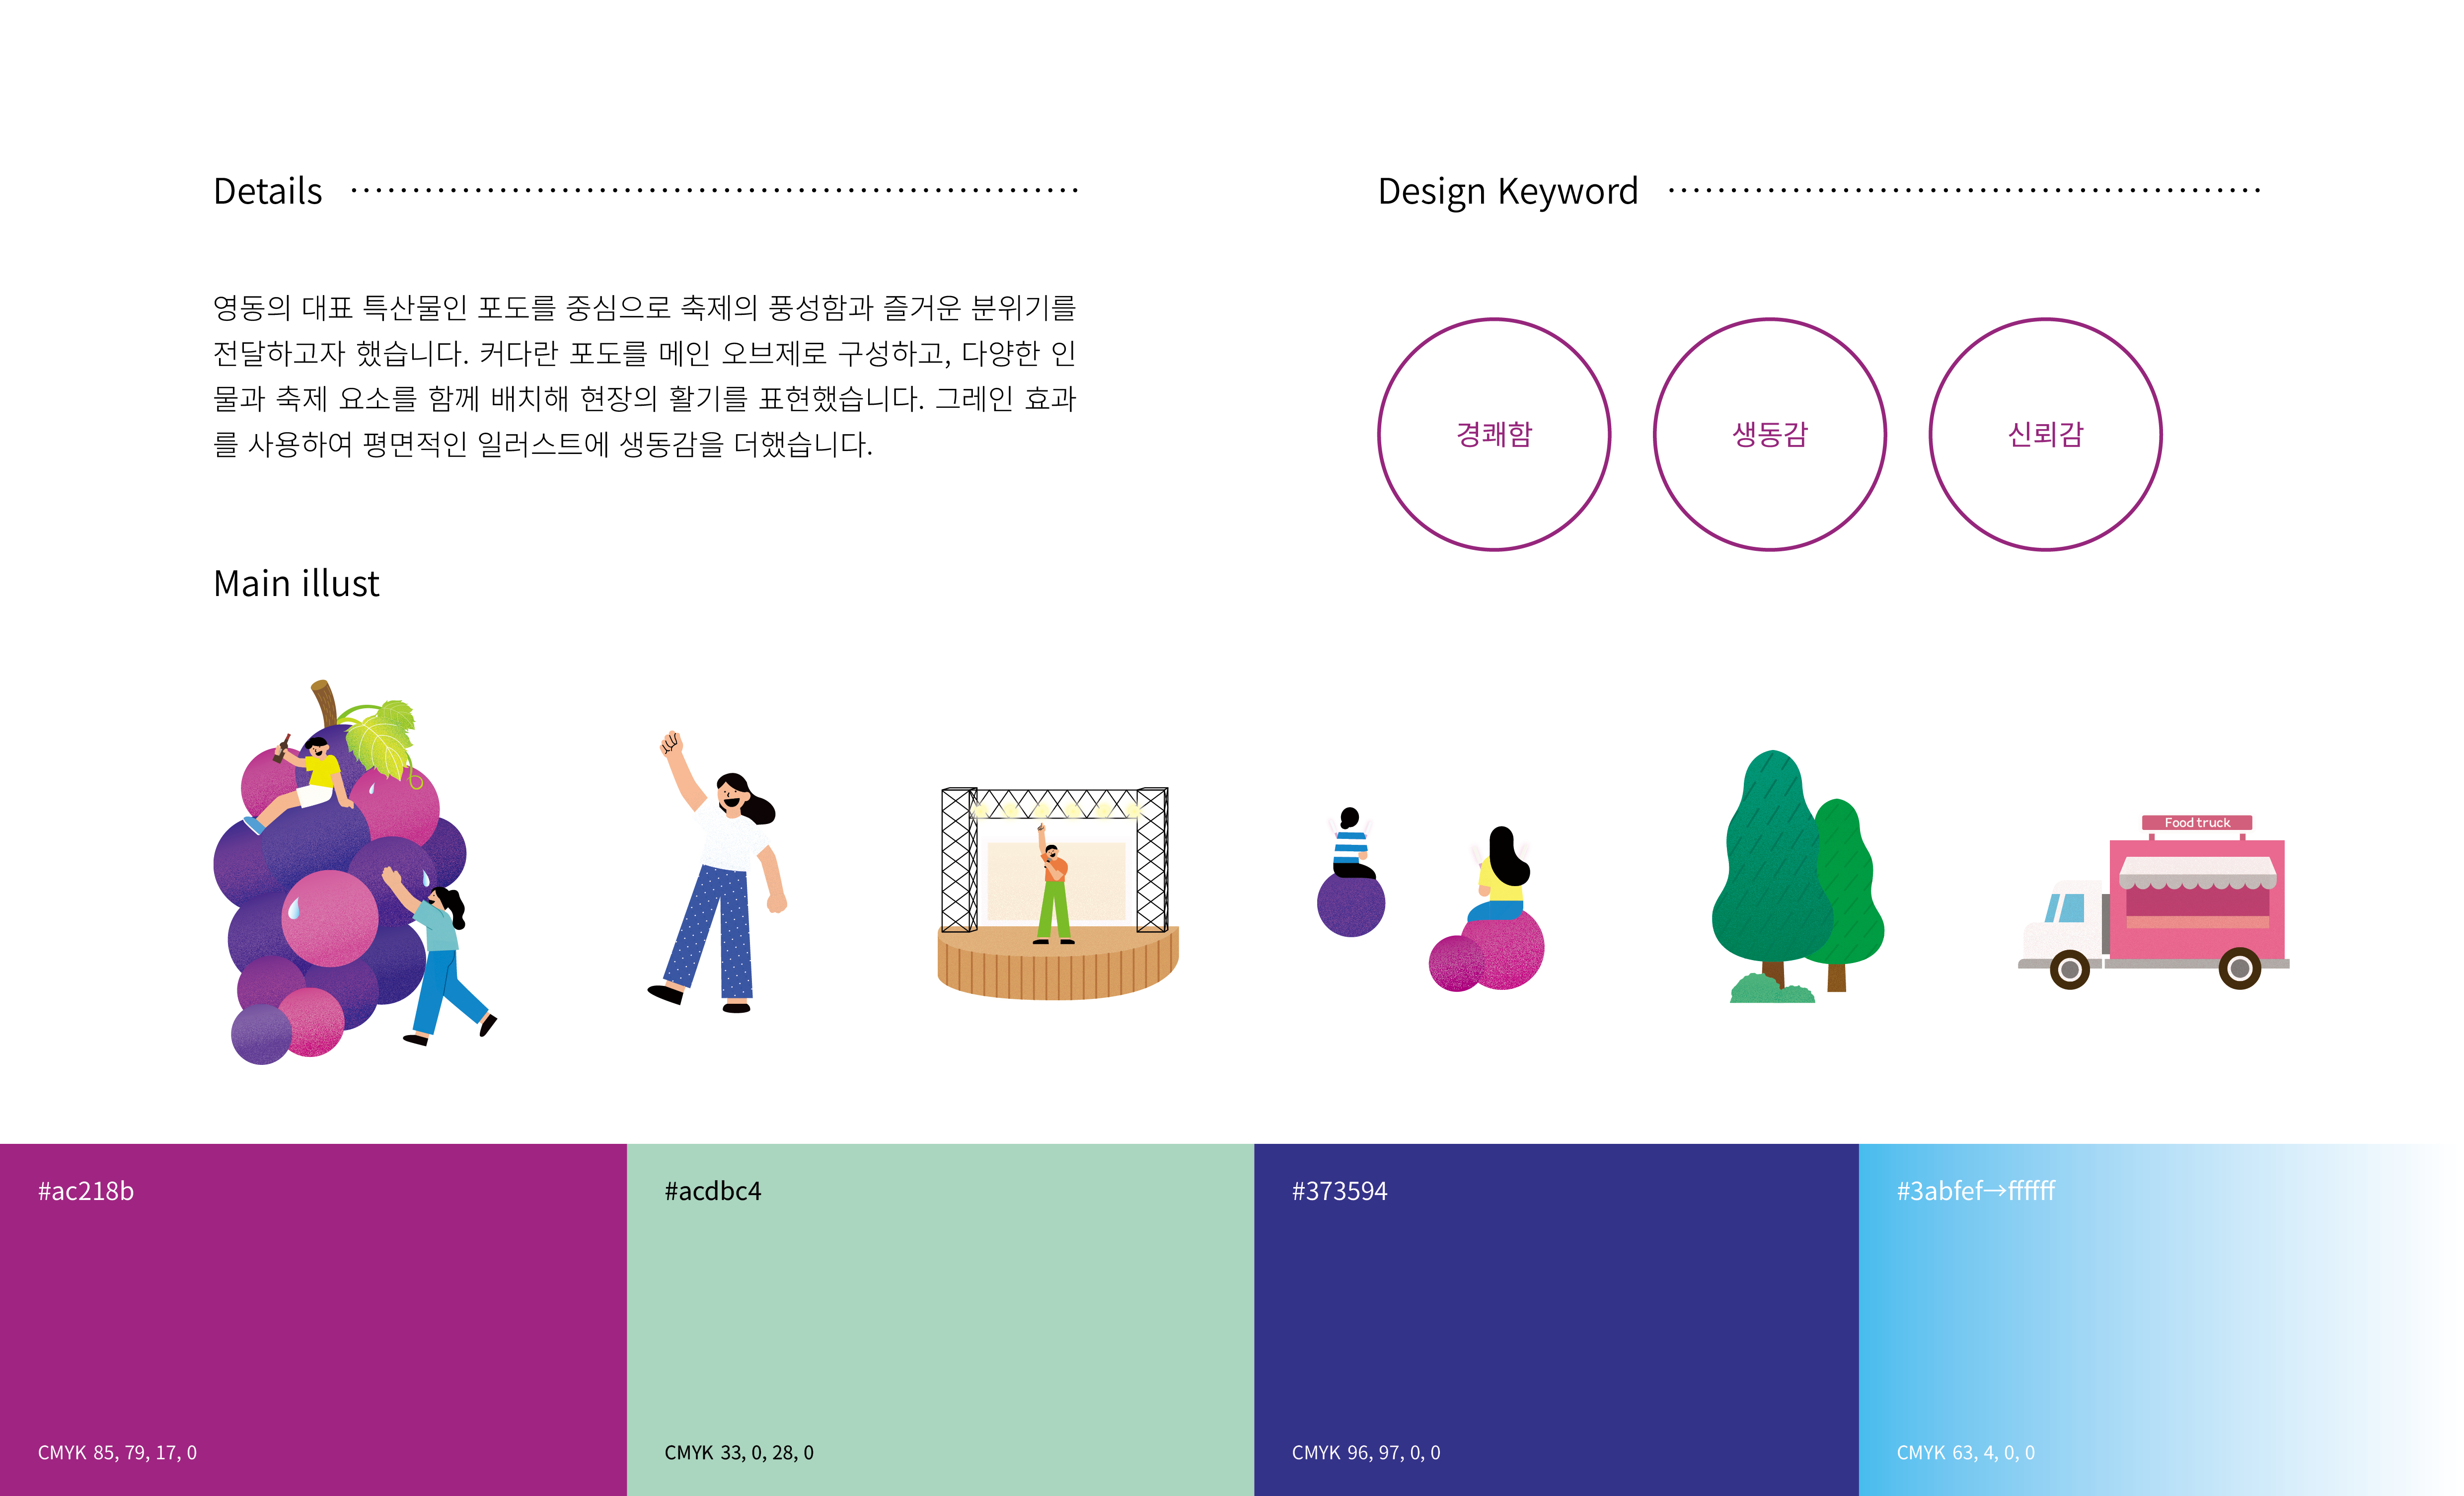 Details
영동의 대표 특산물인 포도를 중심으로 축제의 풍성함과 즐거운 분위기를
전달하고자 했습니다. 커다란 포도를 메인 오브제로 구성하고, 다양한 인
물과 축제 요소를 함께 배치해 현장의 활기를 표현했습니다. 그레인 효과
를 사용하여 평면적인 일러스트에 생동감을 더했습니다.
Design Keyword
경쾌함
생동감
신뢰감
Main illust
Food truck
#ac218b
CMYK 85, 79, 17, 0
#acdbc4
CMYK 33, 0, 28, 0
#373594
CMYK 96, 97, 0, 0
#3abfef→ffffff
CMYK 63, 4, 0, 0